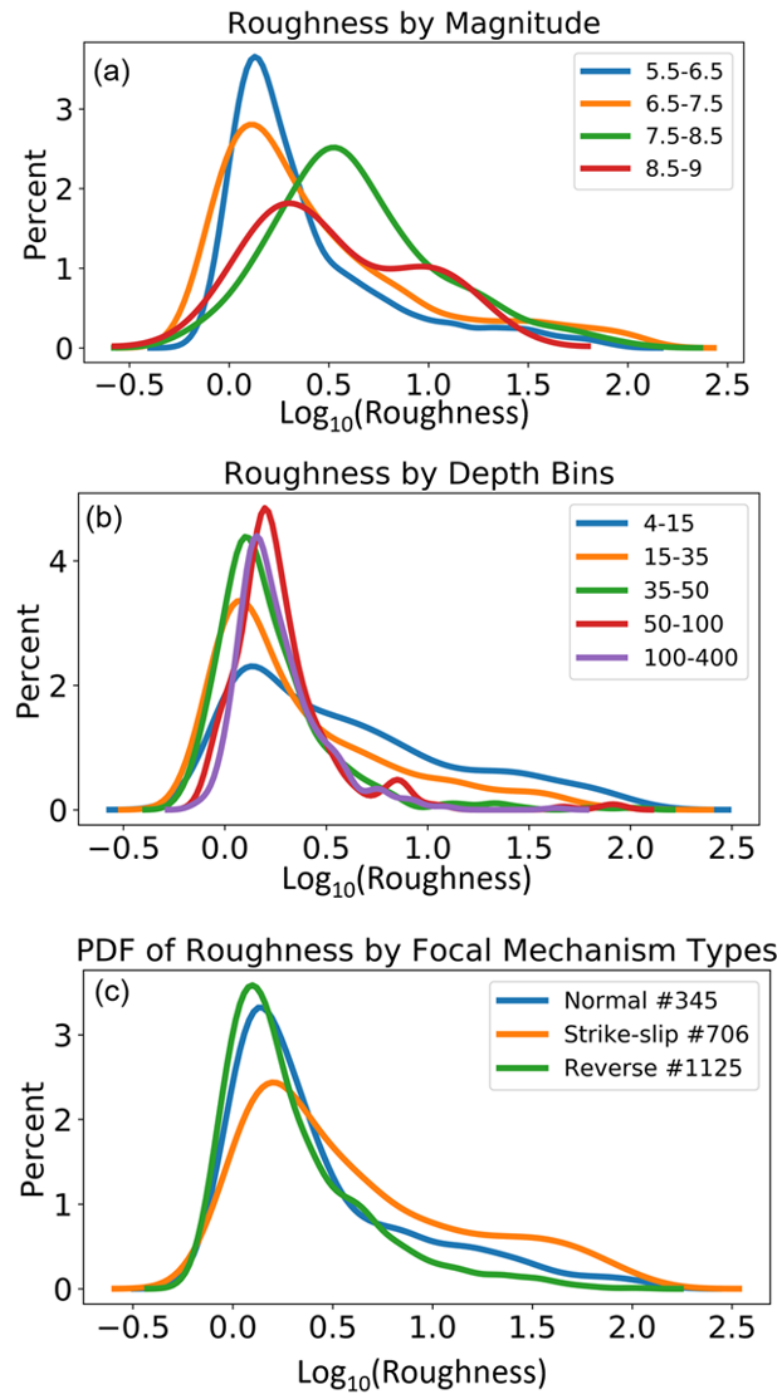 Roughness by Magnitude
(a)
5.5-6.5
6.5-7.5
7.5-8.5
8.5-9
Percent
3
2
1
0
−0.5 0.0 0.5 1.0 1.5 2.0 2.5
Log₁₀(Roughness)
Roughness by Depth Bins
(b)
4-15
15-35
35-50
50-100
100-400
Percent
4
2
0
−0.5 0.0 0.5 1.0 1.5 2.0 2.5
Log₁₀(Roughness)
PDF of Roughness by Focal Mechanism Types
(c)
Normal #345
Strike-slip #706
Reverse #1125
Percent
3
2
1
0
−0.5 0.0 0.5 1.0 1.5 2.0 2.5
Log₁₀(Roughness)